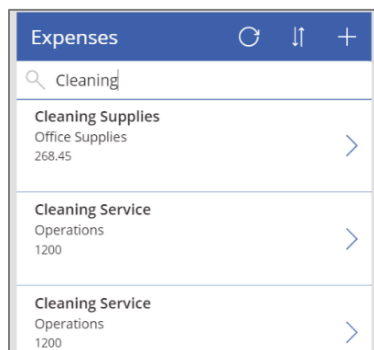 Expenses
Cleaning
Cleaning Supplies
Office Supplies
268.45
Cleaning Service
Operations
1200
Cleaning Service
Operations
1200